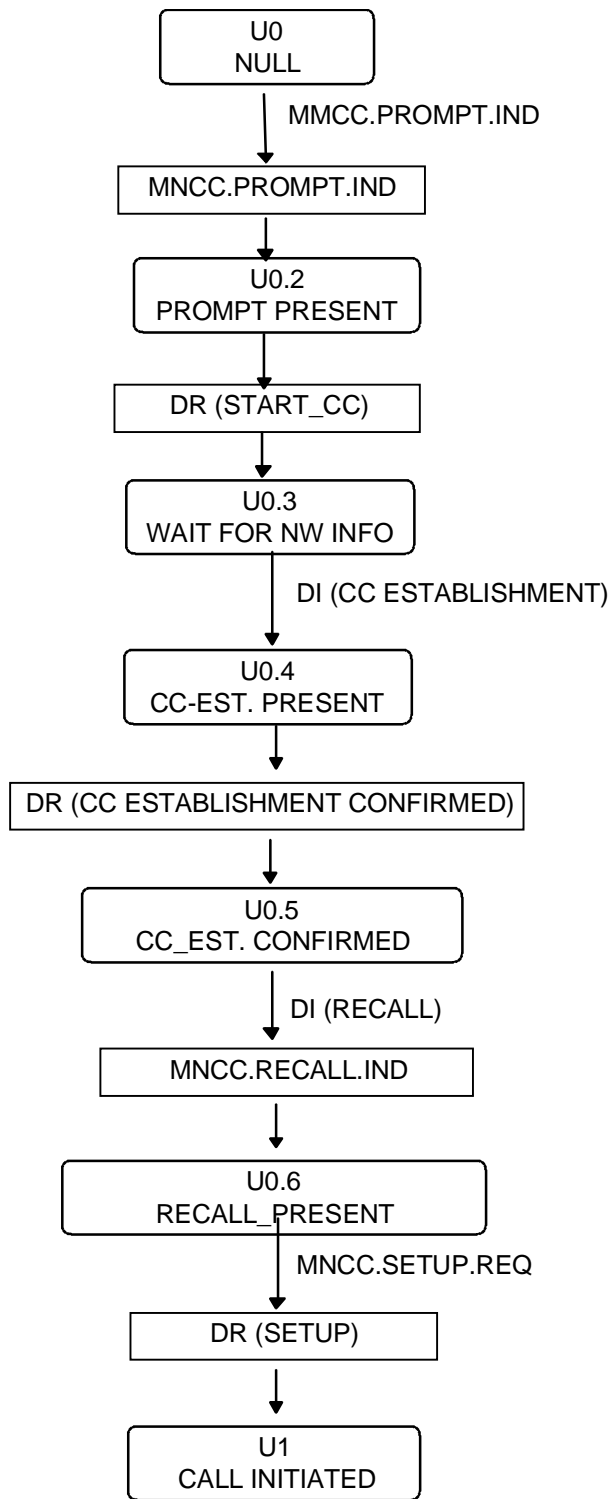 U0
NULL
MMCC.PROMPT.IND
MNCC.PROMPT.IND
U0.2
PROMPT PRESENT
DR (START_CC)
U0.3
WAIT FOR NW INFO
DI (CC ESTABLISHMENT)
U0.4
CC-EST. PRESENT
DR (CC ESTABLISHMENT CONFIRMED)
U0.5
CC_EST. CONFIRMED
DI (RECALL)
MNCC.RECALL.IND
U0.6
RECALL_PRESENT
MNCC.SETUP.REQ
DR (SETUP)
U1
CALL INITIATED